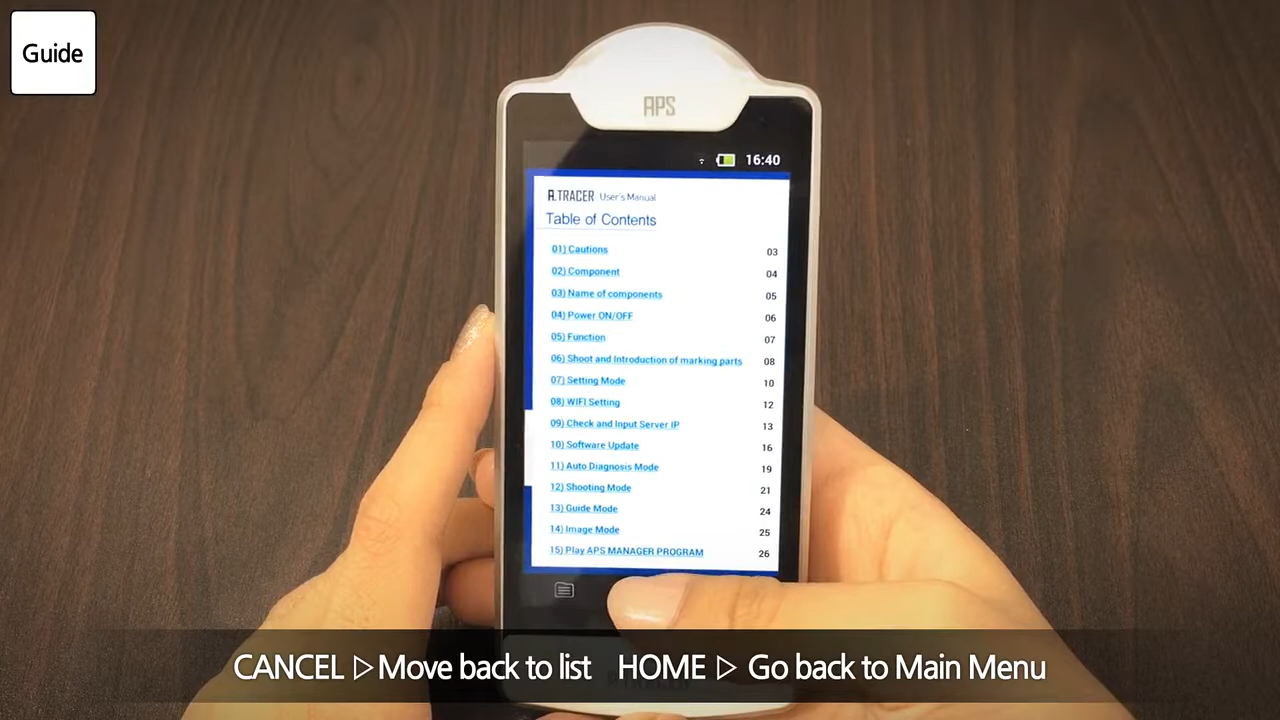 Guide
APS
16:40
A.TRACER User's Manual
Table of Contents
01) Cautions 03
02) Component 04
03) Name of components 05
04) Power ON/OFF 06
05) Function 07
06) Shoot and Introduction of marking parts 08
07) Setting Mode 10
08) WIFI Setting 12
09) Check and Input Server IP 13
10) Software Update 16
11) Auto Diagnosis Mode 19
12) Shooting Mode 21
13) Guide Mode 24
14) Image Mode 25
15) Play APS MANAGER PROGRAM 26
CANCEL ▷ Move back to list HOME ▷ Go back to Main Menu